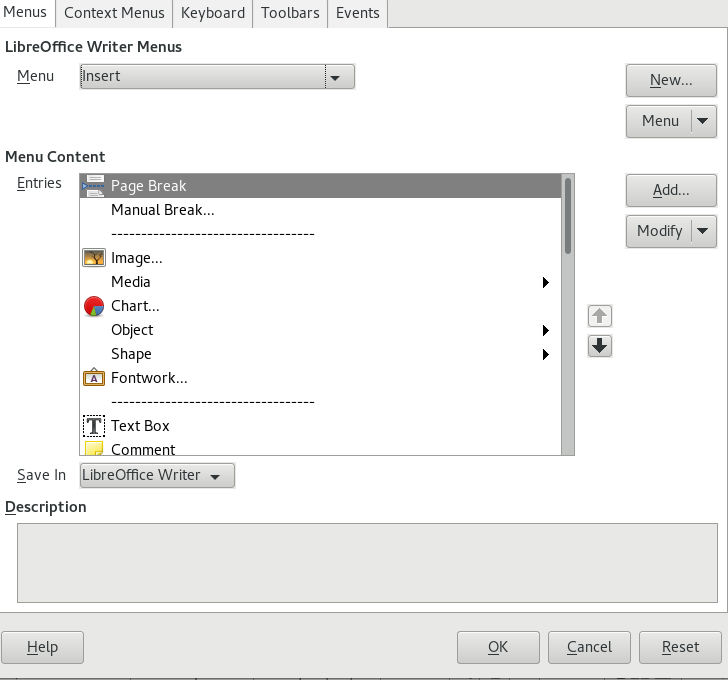 Menus Context Menus Keyboard Toolbars Events
LibreOffice Writer Menus
Menu Insert New...
Menu
Menu Content
Entries Page Break Add...
Manual Break...
---------------------------------- Modify
Image...
Media
Chart...
Object
Shape
Fontwork...
----------------------------------
A
T Text Box
Comment
Save In LibreOffice Writer
Description
Help OK Cancel Reset